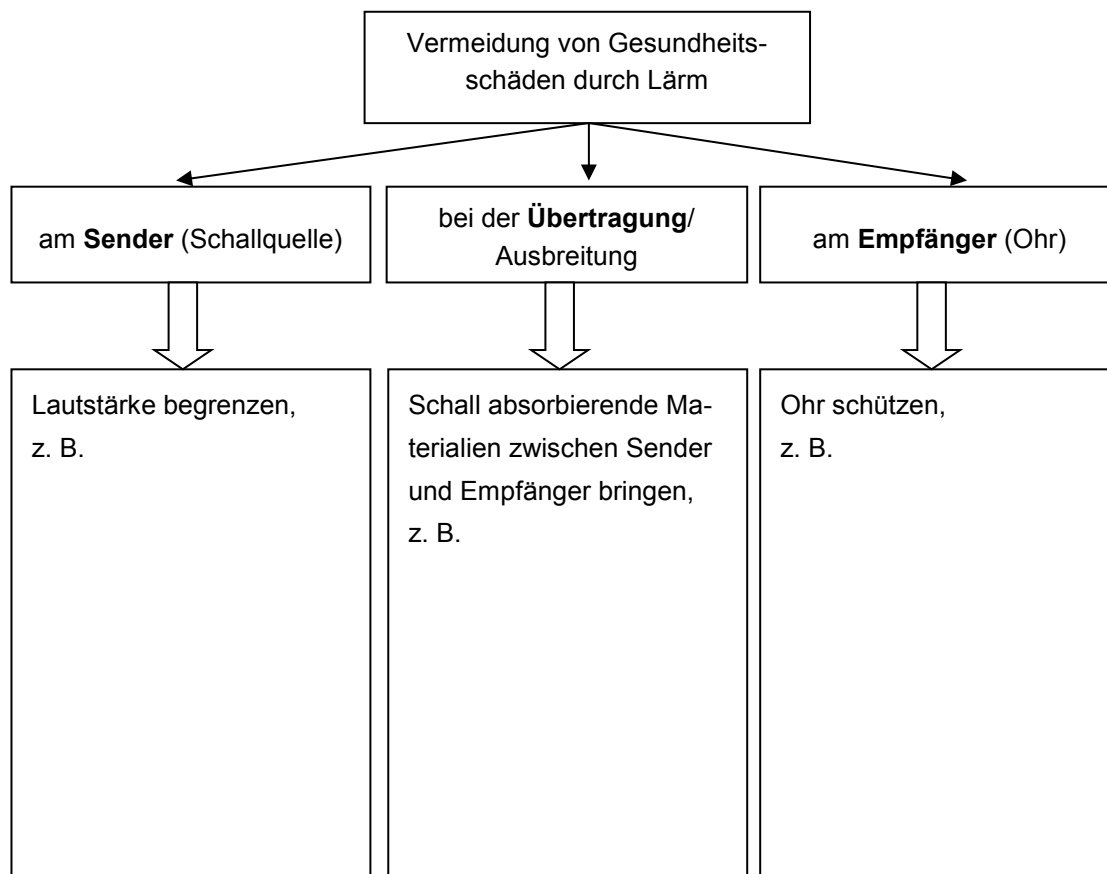 Vermeidung von Gesundheits-
schäden durch Lärm
am Sender (Schallquelle)
bei der Übertragung/
Ausbreitung
am Empfänger (Ohr)
Lautstärke begrenzen,
z. B.
Schall absorbierende Ma-
terialien zwischen Sender
und Empfänger bringen,
z. B.
Ohr schützen,
z. B.